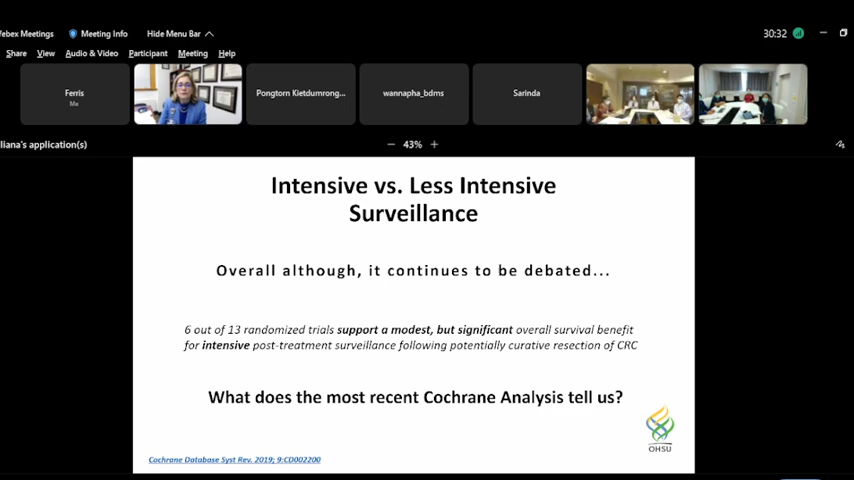 Webex Meetings Meeting Info Hide Menu Bar 30:32
Share View Audio & Video Participant Meeting Help
Ferris
Me
Pongtorn Kietdumrong...
wannapha_bdms
Sarinda
liana's application(s) − 43% +
Intensive vs. Less Intensive
Surveillance
Overall although, it continues to be debated...
6 out of 13 randomized trials support a modest, but significant overall survival benefit
for intensive post-treatment surveillance following potentially curative resection of CRC
What does the most recent Cochrane Analysis tell us?
OHSU
Cochrane Database Syst Rev. 2019; 9:CD002200